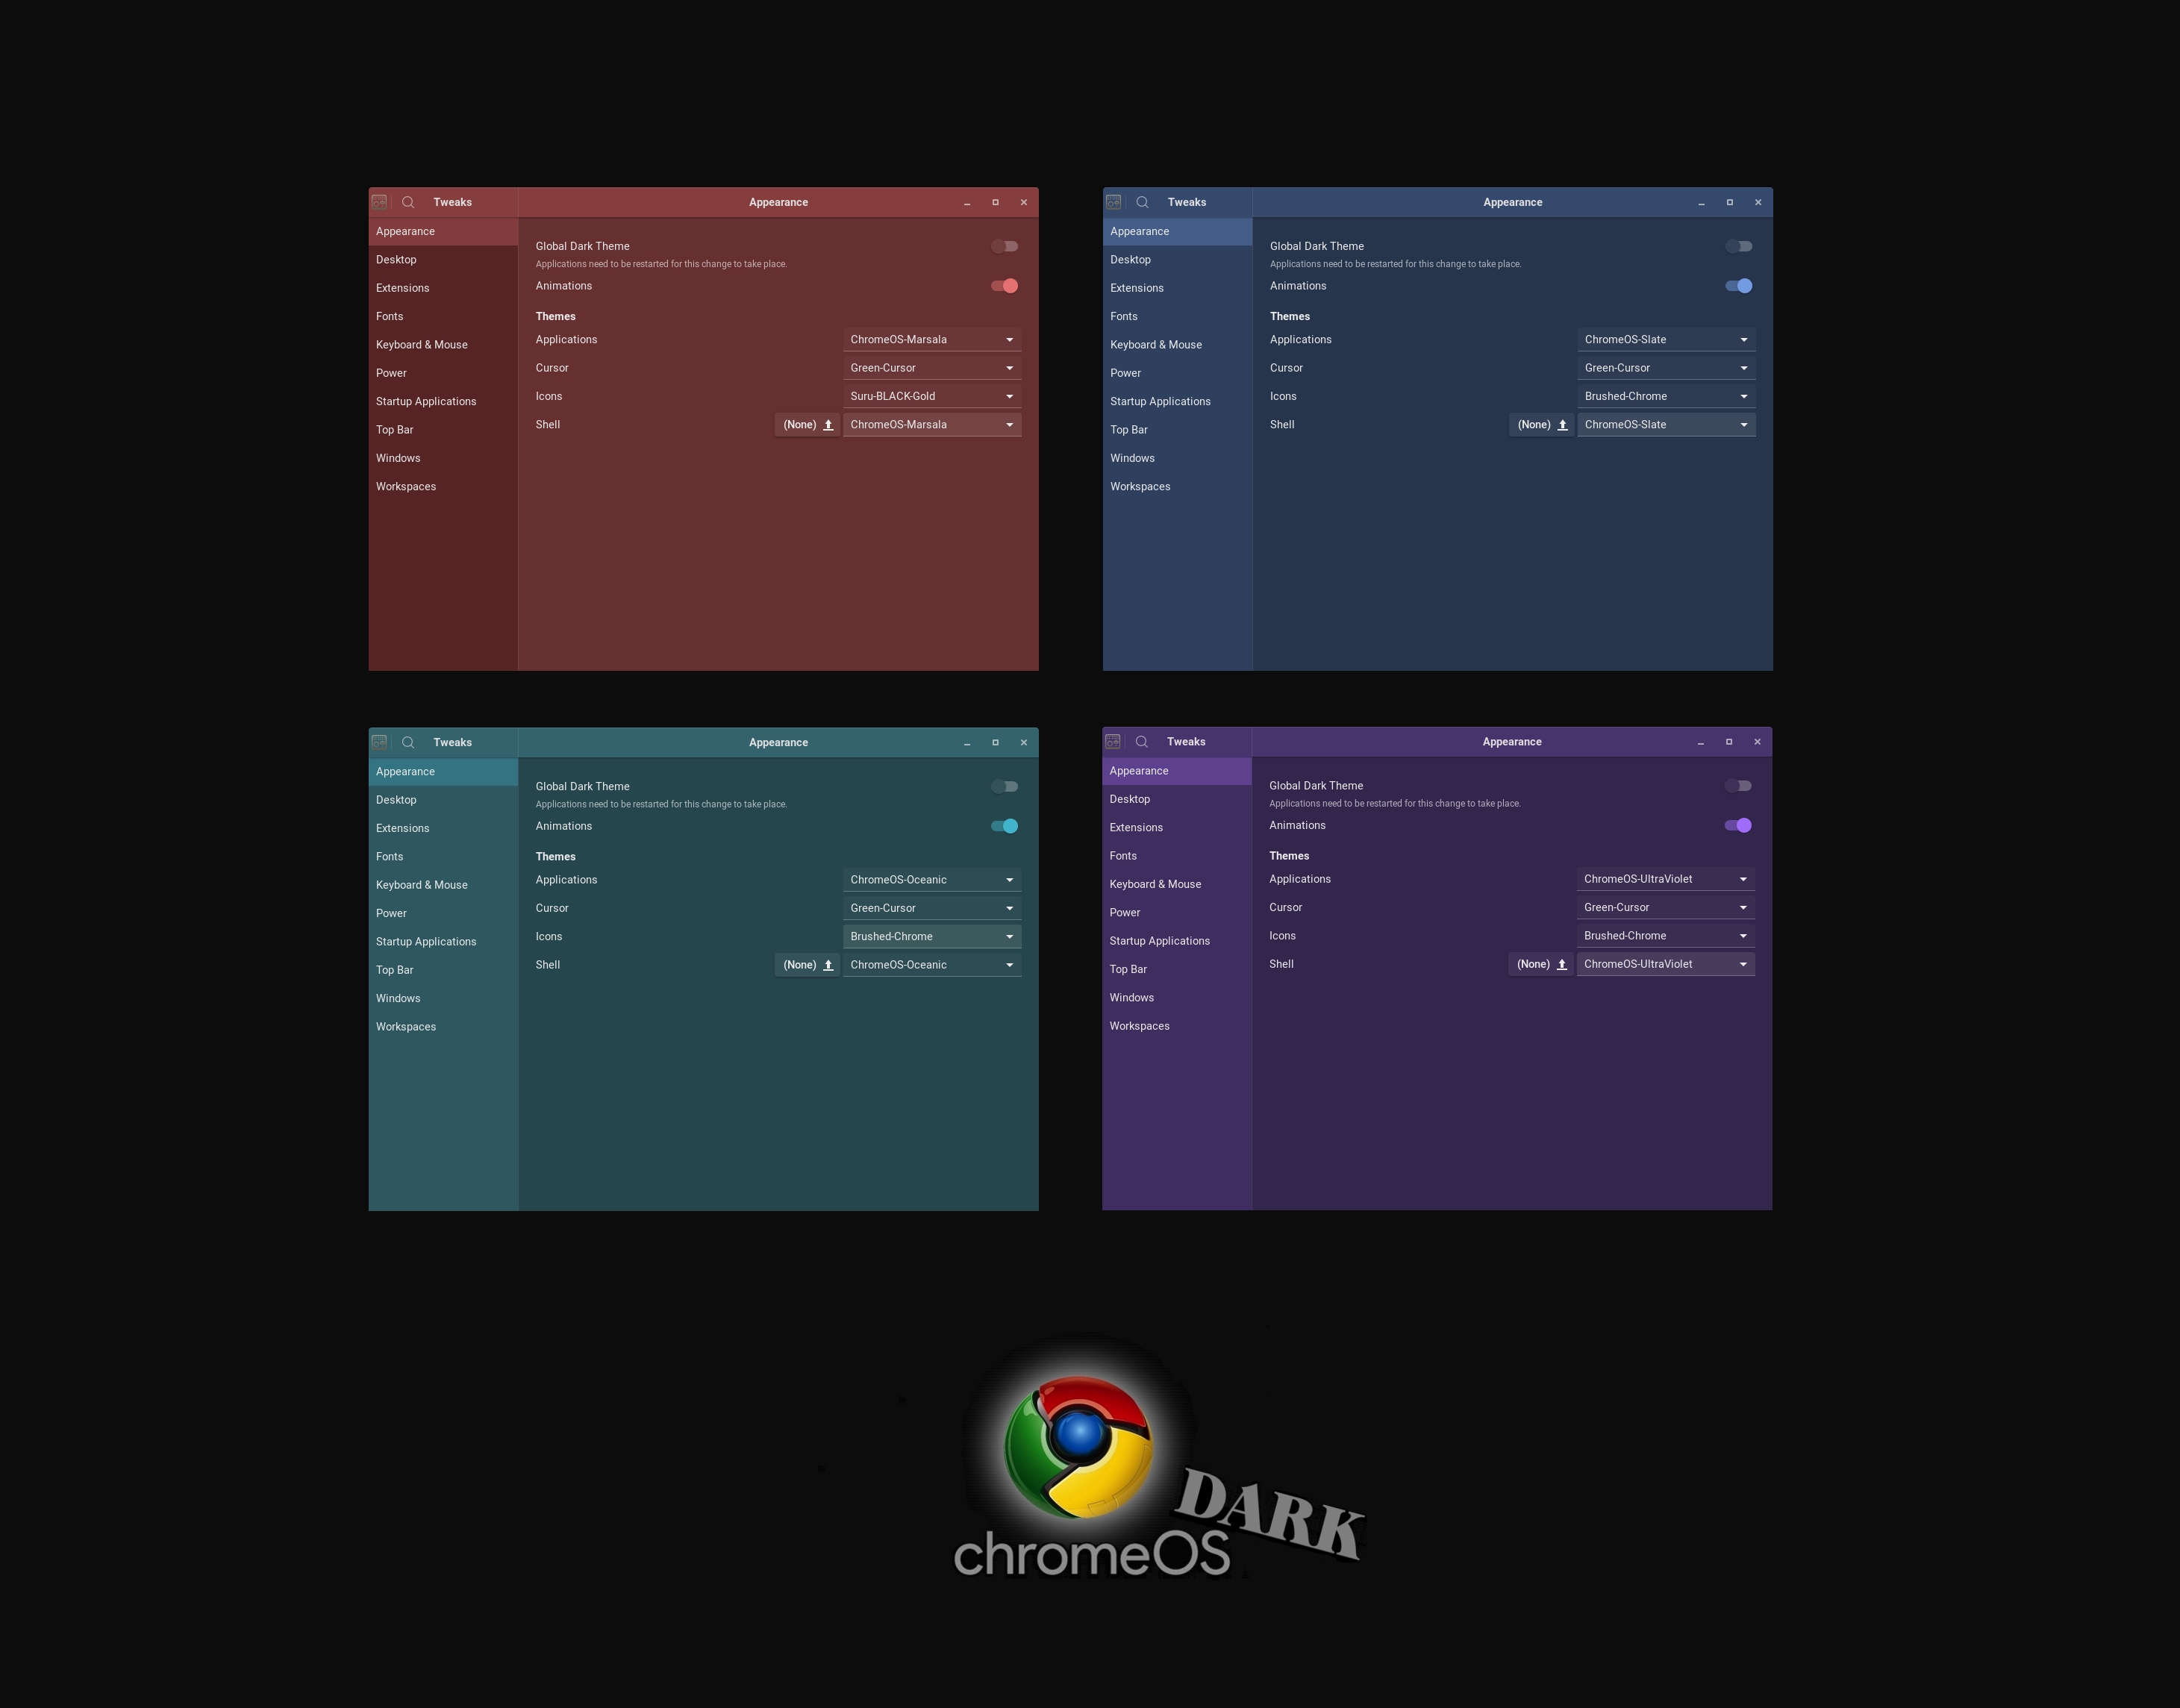 Tweaks
Appearance
Appearance
Desktop
Extensions
Fonts
Keyboard & Mouse
Power
Startup Applications
Top Bar
Windows
Workspaces
Global Dark Theme
Applications need to be restarted for this change to take place.
Animations
Themes
Applications ChromeOS-Marsala
Cursor Green-Cursor
Icons Suru-BLACK-Gold
Shell (None) ChromeOS-Marsala
Tweaks
Appearance
Appearance
Desktop
Extensions
Fonts
Keyboard & Mouse
Power
Startup Applications
Top Bar
Windows
Workspaces
Global Dark Theme
Applications need to be restarted for this change to take place.
Animations
Themes
Applications ChromeOS-Slate
Cursor Green-Cursor
Icons Brushed-Chrome
Shell (None) ChromeOS-Slate
Tweaks
Appearance
Appearance
Desktop
Extensions
Fonts
Keyboard & Mouse
Power
Startup Applications
Top Bar
Windows
Workspaces
Global Dark Theme
Applications need to be restarted for this change to take place.
Animations
Themes
Applications ChromeOS-Oceanic
Cursor Green-Cursor
Icons Brushed-Chrome
Shell (None) ChromeOS-Oceanic
Tweaks
Appearance
Appearance
Desktop
Extensions
Fonts
Keyboard & Mouse
Power
Startup Applications
Top Bar
Windows
Workspaces
Global Dark Theme
Applications need to be restarted for this change to take place.
Animations
Themes
Applications ChromeOS-UltraViolet
Cursor Green-Cursor
Icons Brushed-Chrome
Shell (None) ChromeOS-UltraViolet
DARK
chromeOS